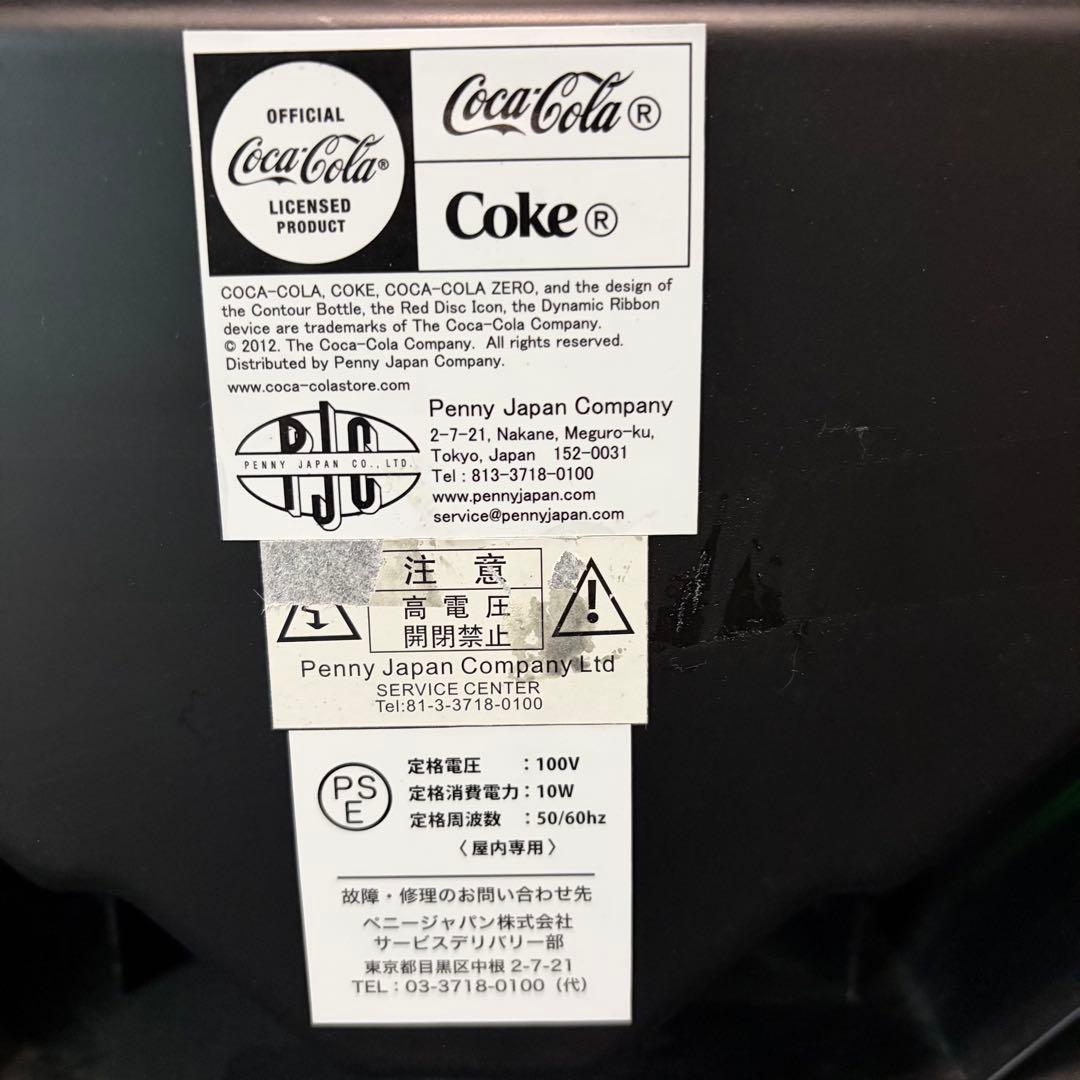 OFFICIAL
Coca-Cola®
LICENSED
PRODUCT
Coca-Cola®
Coke®
COCA-COLA, COKE, COCA-COLA ZERO, and the design of
the Contour Bottle, the Red Disc Icon, the Dynamic Ribbon
device are trademarks of The Coca-Cola Company.
© 2012. The Coca-Cola Company. All rights reserved.
Distributed by Penny Japan Company.
www.coca-colastore.com
PJC
PENNY JAPAN CO., LTD.
Penny Japan Company
2-7-21, Nakane, Meguro-ku,
Tokyo, Japan 152-0031
Tel : 813-3718-0100
www.pennyjapan.com
service@pennyjapan.com
注 意
高電圧
開閉禁止
Penny Japan Company Ltd
SERVICE CENTER
Tel:81-3-3718-0100
PS
E
定格電圧 : 100V
定格消費電力 : 10W
定格周波数 : 50/60hz
〈屋内専用〉
故障・修理のお問い合わせ先
ペニージャパン株式会社
サービスデリバリー部
東京都目黒区中根 2-7-21
TEL : 03-3718-0100（代）